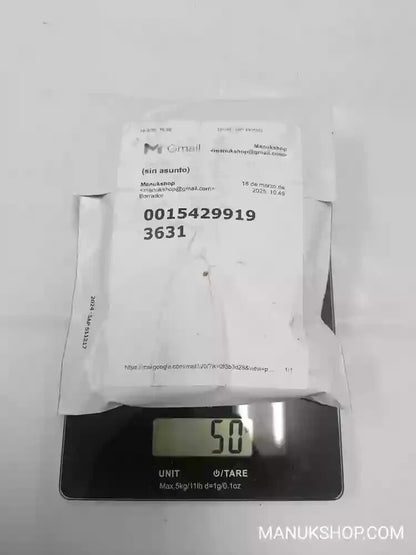 Gmail
Manukshop
<manukshop@gmail.com>
(sin asunto)
Manukshop
<manukshop@gmail.com>
Borrador
18 de marzo de
2025, 10:49
0015429919
3631
1/1
50
UNIT
/TARE
Max.5kg/11lb d=1g/0.1oz
MANUKSHOP.COM